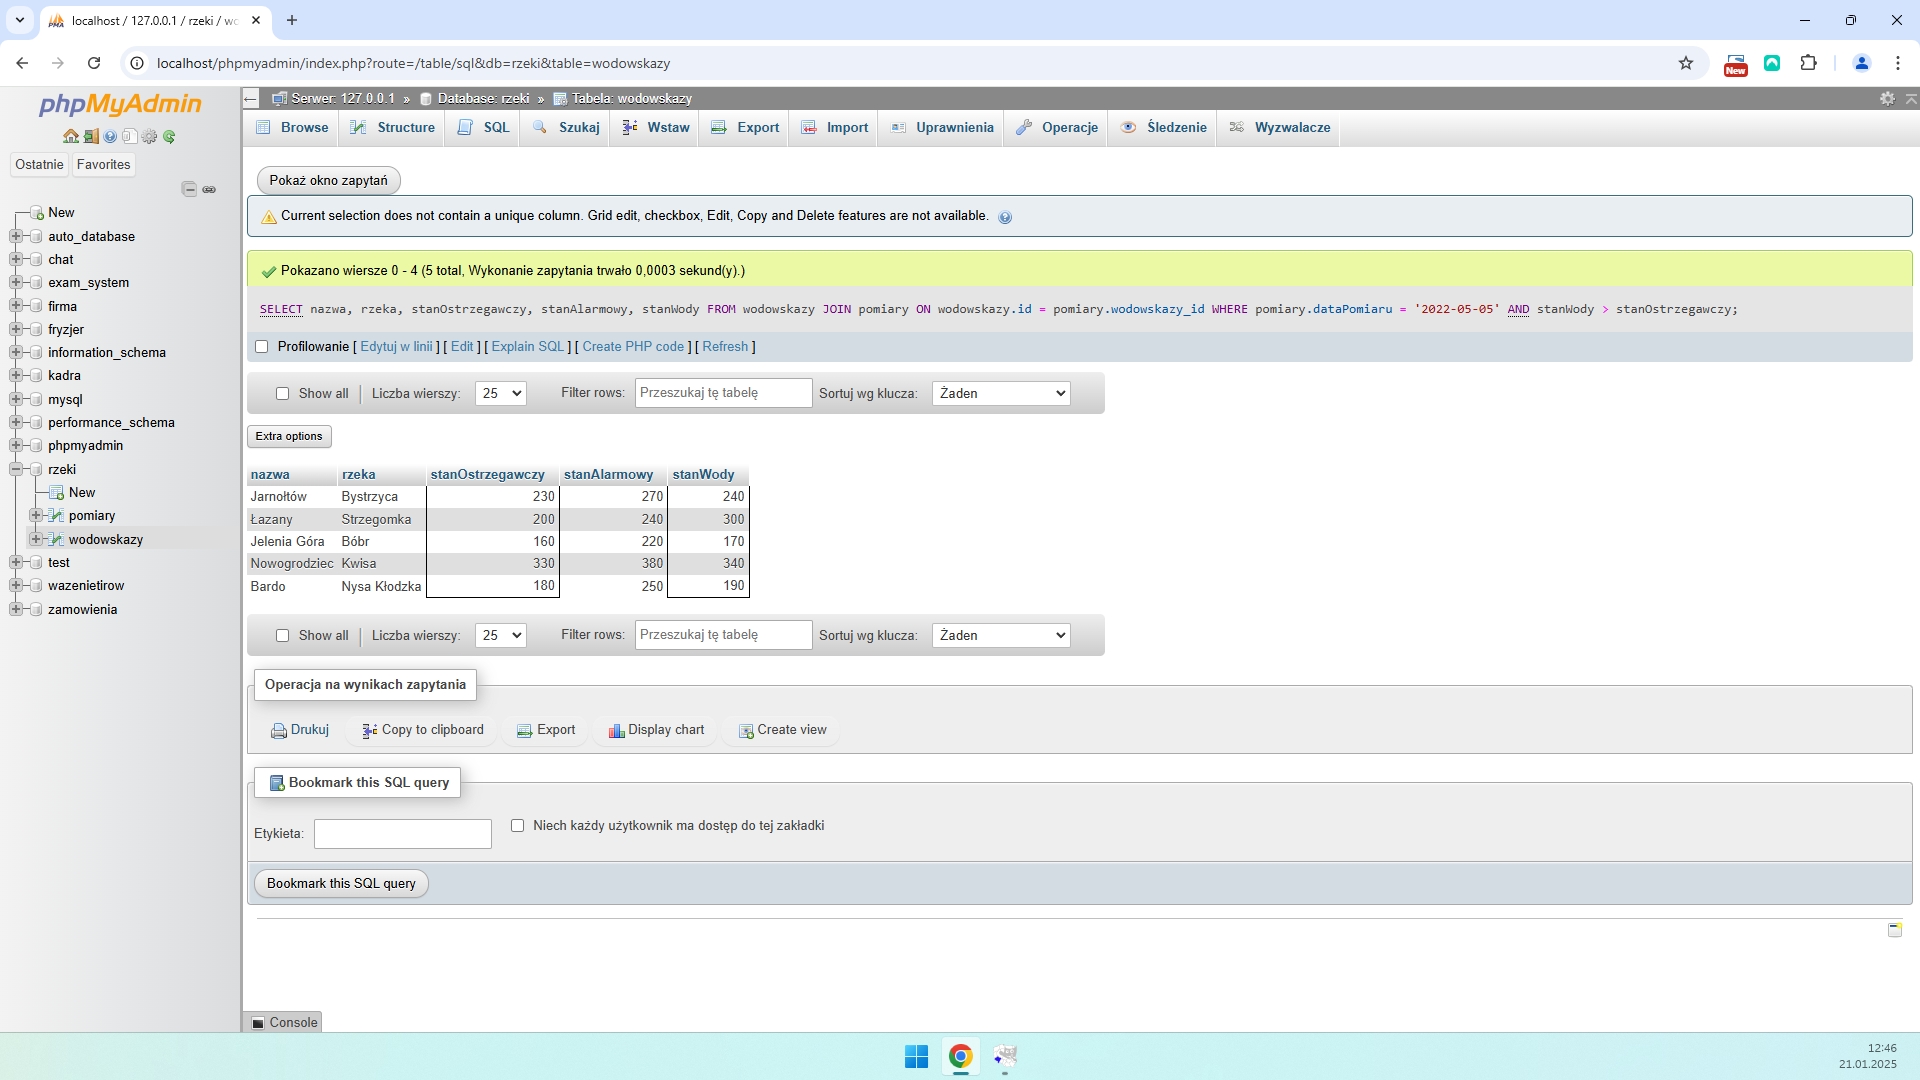 localhost / 127.0.0.1 / rzeki / wo
localhost/phpmyadmin/index.php?route=/table/sql&db=rzeki&table=wodowskazy
New
phpMyAdmin
Ostatnie
Favorites
New
auto_database
chat
exam_system
firma
fryzjer
information_schema
kadra
mysql
performance_schema
phpmyadmin
rzeki
New
pomiary
wodowskazy
test
wazenietirow
zamowienia
Serwer: 127.0.0.1 » Database: rzeki » Tabela: wodowskazy
Browse Structure SQL Szukaj Wstaw Export Import Uprawnienia Operacje Śledzenie Wyzwalacze
Pokaż okno zapytań
Current selection does not contain a unique column. Grid edit, checkbox, Edit, Copy and Delete features are not available.
Pokazano wiersze 0 - 4 (5 total, Wykonanie zapytania trwało 0,0003 sekund(y).)
SELECT nazwa, rzeka, stanOstrzegawczy, stanAlarmowy, stanWody FROM wodowskazy JOIN pomiary ON wodowskazy.id = pomiary.wodowskazy_id WHERE pomiary.dataPomiaru = '2022-05-05' AND stanWody > stanOstrzegawczy;
Profilowanie [ Edytuj w linii ] [ Edit ] [ Explain SQL ] [ Create PHP code ] [ Refresh ]
Show all Liczba wierszy: 25 Filter rows: Przeszukaj tę tabelę Sortuj wg klucza: Żaden
Extra options
nazwa rzeka stanOstrzegawczy stanAlarmowy stanWody
Jarnołtów Bystrzyca 230 270 240
Łazany Strzegomka 200 240 300
Jelenia Góra Bóbr 160 220 170
Nowogrodziec Kwisa 330 380 340
Bardo Nysa Kłodzka 180 250 190
Show all Liczba wierszy: 25 Filter rows: Przeszukaj tę tabelę Sortuj wg klucza: Żaden
Operacja na wynikach zapytania
Drukuj Copy to clipboard Export Display chart Create view
Bookmark this SQL query
Etykieta: Niech każdy użytkownik ma dostęp do tej zakładki
Bookmark this SQL query
Console
12:46
21.01.2025